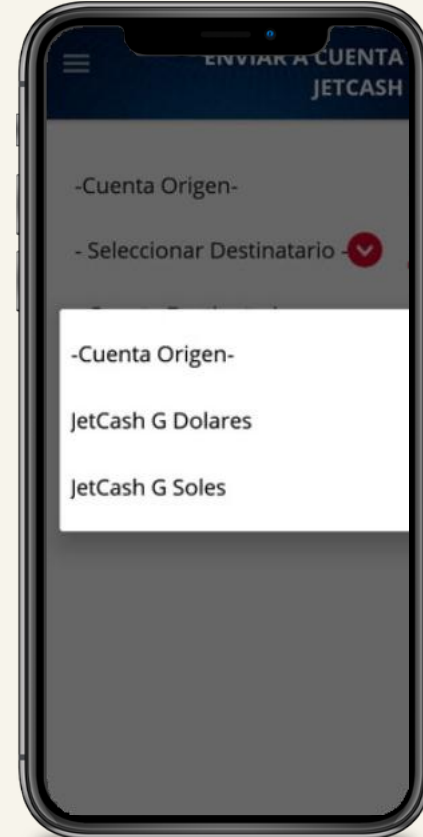 ENVIAR A CUENTA
JETCASH
-Cuenta Origen-
- Seleccionar Destinatario -
-Cuenta Origen-
JetCash G Dolares
JetCash G Soles